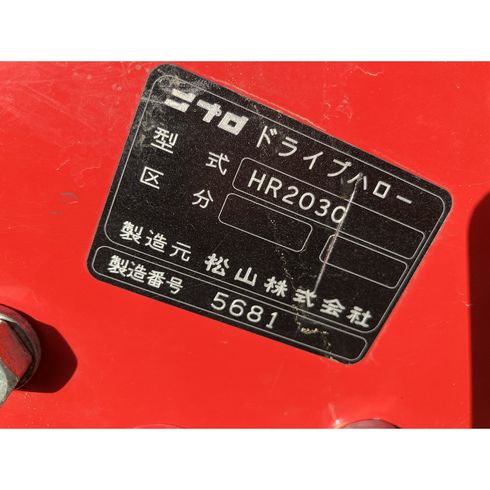 ニプロ ドライブハロー
型式 HR2030
区分
製造元 松山株式会社
製造番号 5681